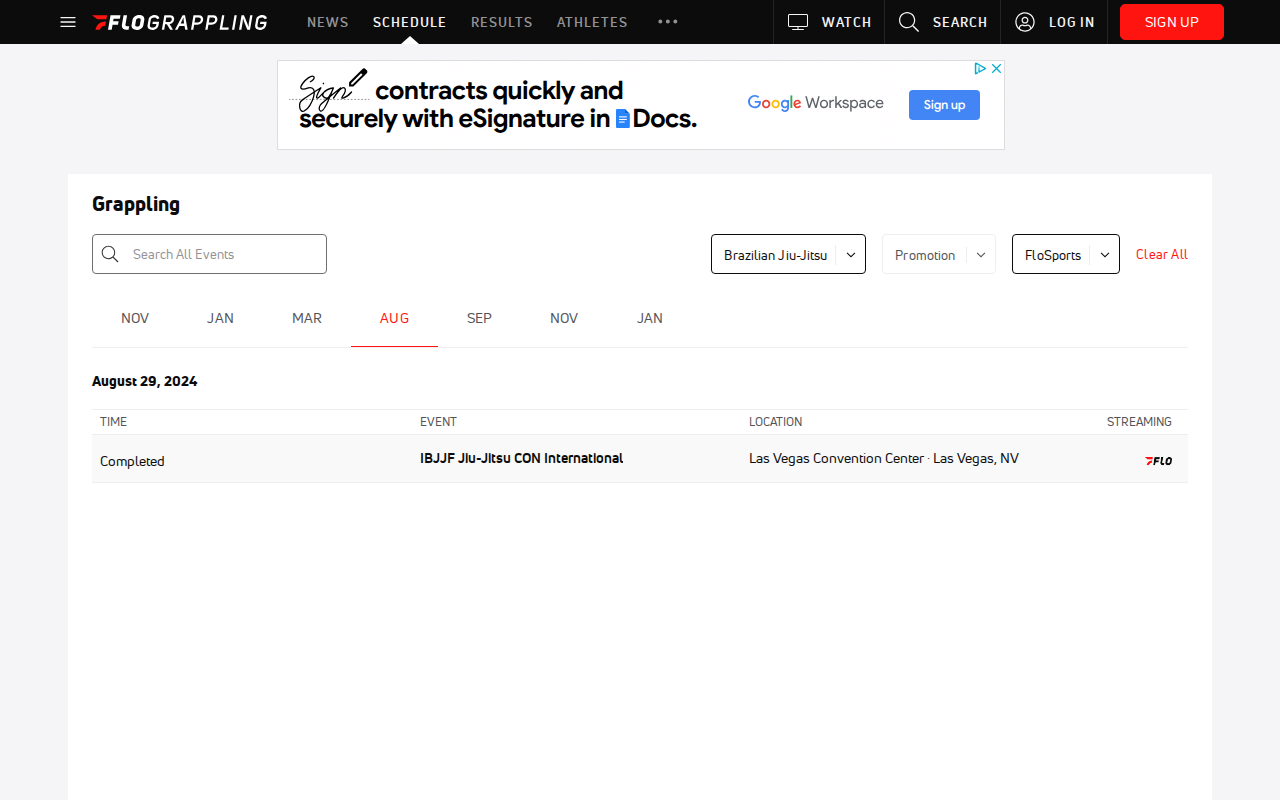 FLOGRAPPLING NEWS SCHEDULE RESULTS ATHLETES ••• WATCH SEARCH LOG IN SIGN UP
Sign contracts quickly and
securely with eSignature in Docs.
Google Workspace
Sign up
Grappling
Search All Events
Brazilian Jiu-Jitsu
Promotion
FloSports
Clear All
NOV JAN MAR AUG SEP NOV JAN
August 29, 2024
TIME EVENT LOCATION STREAMING
Completed IBJJF Jiu-Jitsu CON International Las Vegas Convention Center · Las Vegas, NV FLO